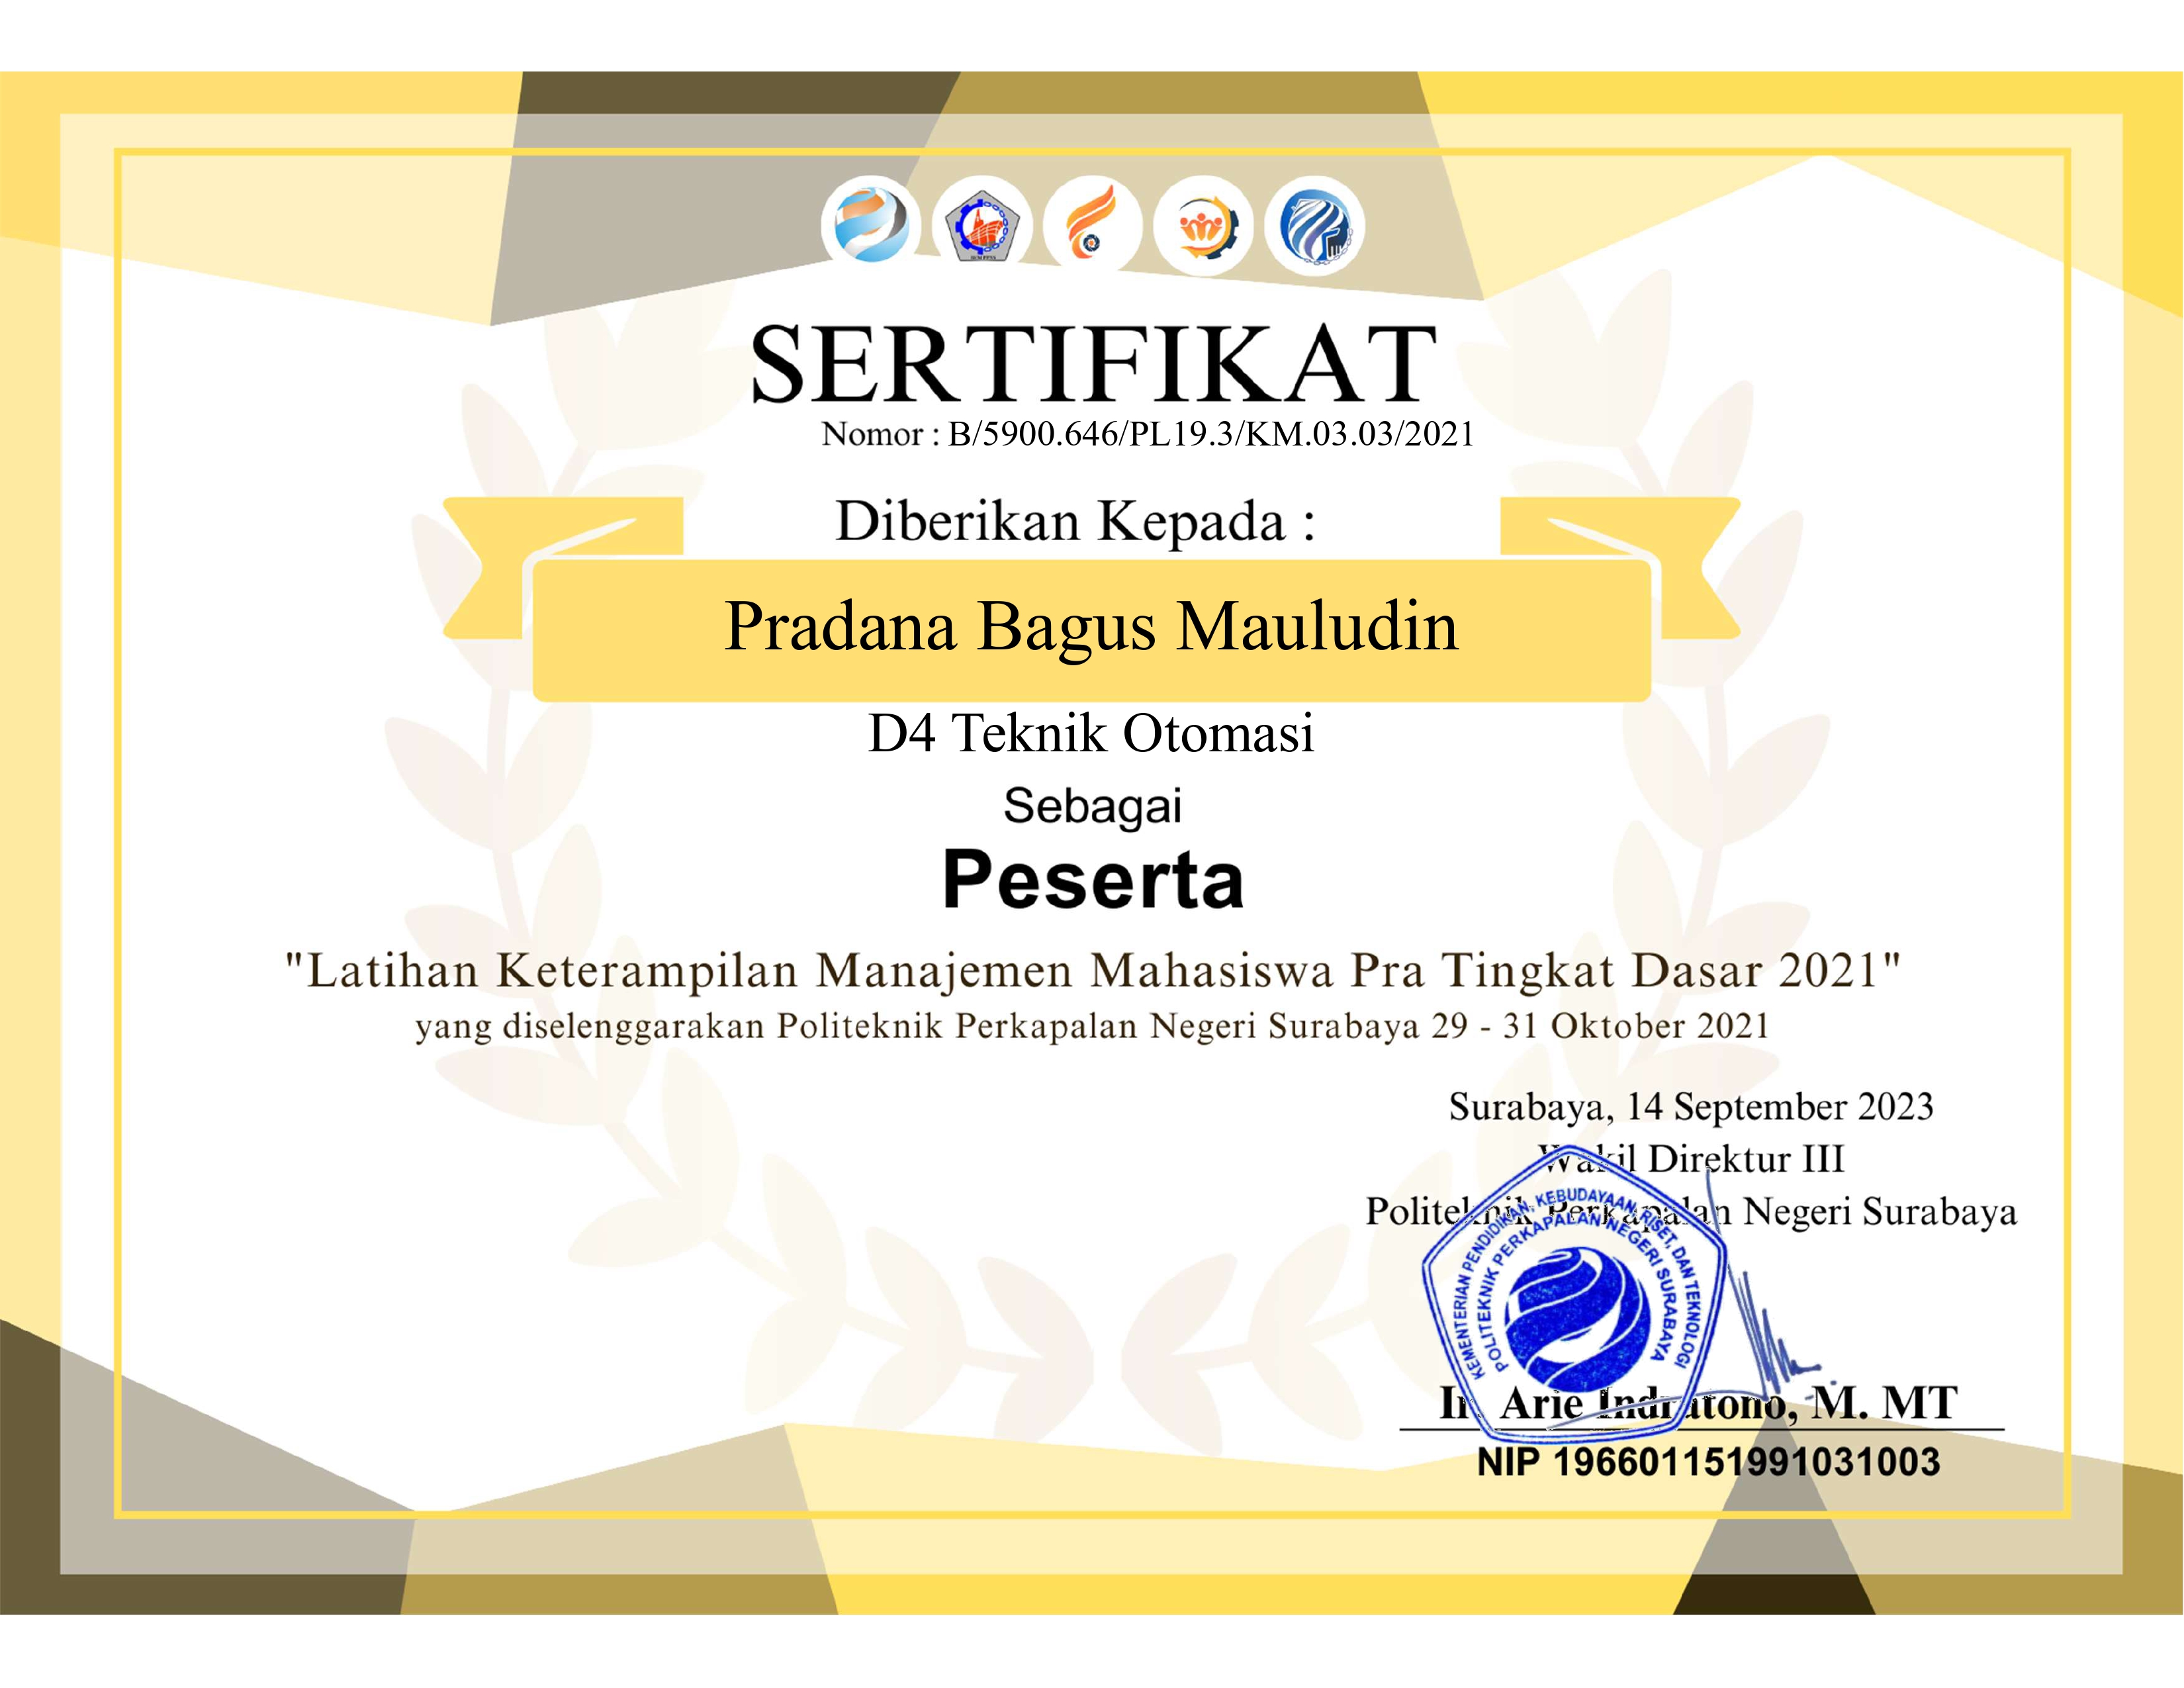 SERTIFIKAT
Nomor : B/5900.646/PL19.3/KM.03.03/2021
Diberikan Kepada :
Pradana Bagus Mauludin
D4 Teknik Otomasi
Sebagai
Peserta
"Latihan Keterampilan Manajemen Mahasiswa Pra Tingkat Dasar 2021"
yang diselenggarakan Politeknik Perkapalan Negeri Surabaya 29 - 31 Oktober 2021
Surabaya, 14 September 2023
Wakil Direktur III
Politeknik Perkapalan Negeri Surabaya
KEMENTERIAN PENDIDIKAN, KEBUDAYAAN, RISET, DAN TEKNOLOGI
POLITEKNIK PERKAPALAN NEGERI SURABAYA
Ir. Arie Indratono, M. MT
NIP 196601151991031003